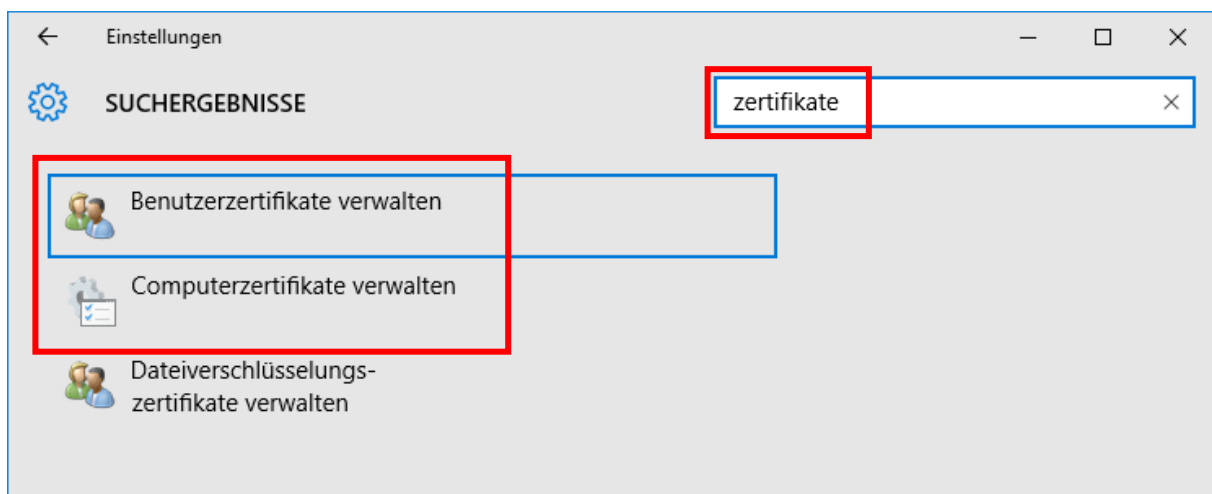 Einstellungen
SUCHERGEBNISSE
zertifikate
Benutzerzertifikate verwalten
Computerzertifikate verwalten
Dateiverschlüsselungs-
zertifikate verwalten